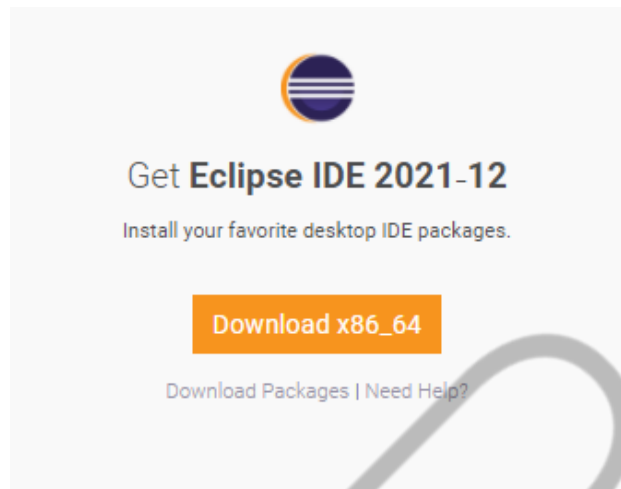 Get Eclipse IDE 2021-12
Install your favorite desktop IDE packages.
Download x86_64
Download Packages | Need Help?